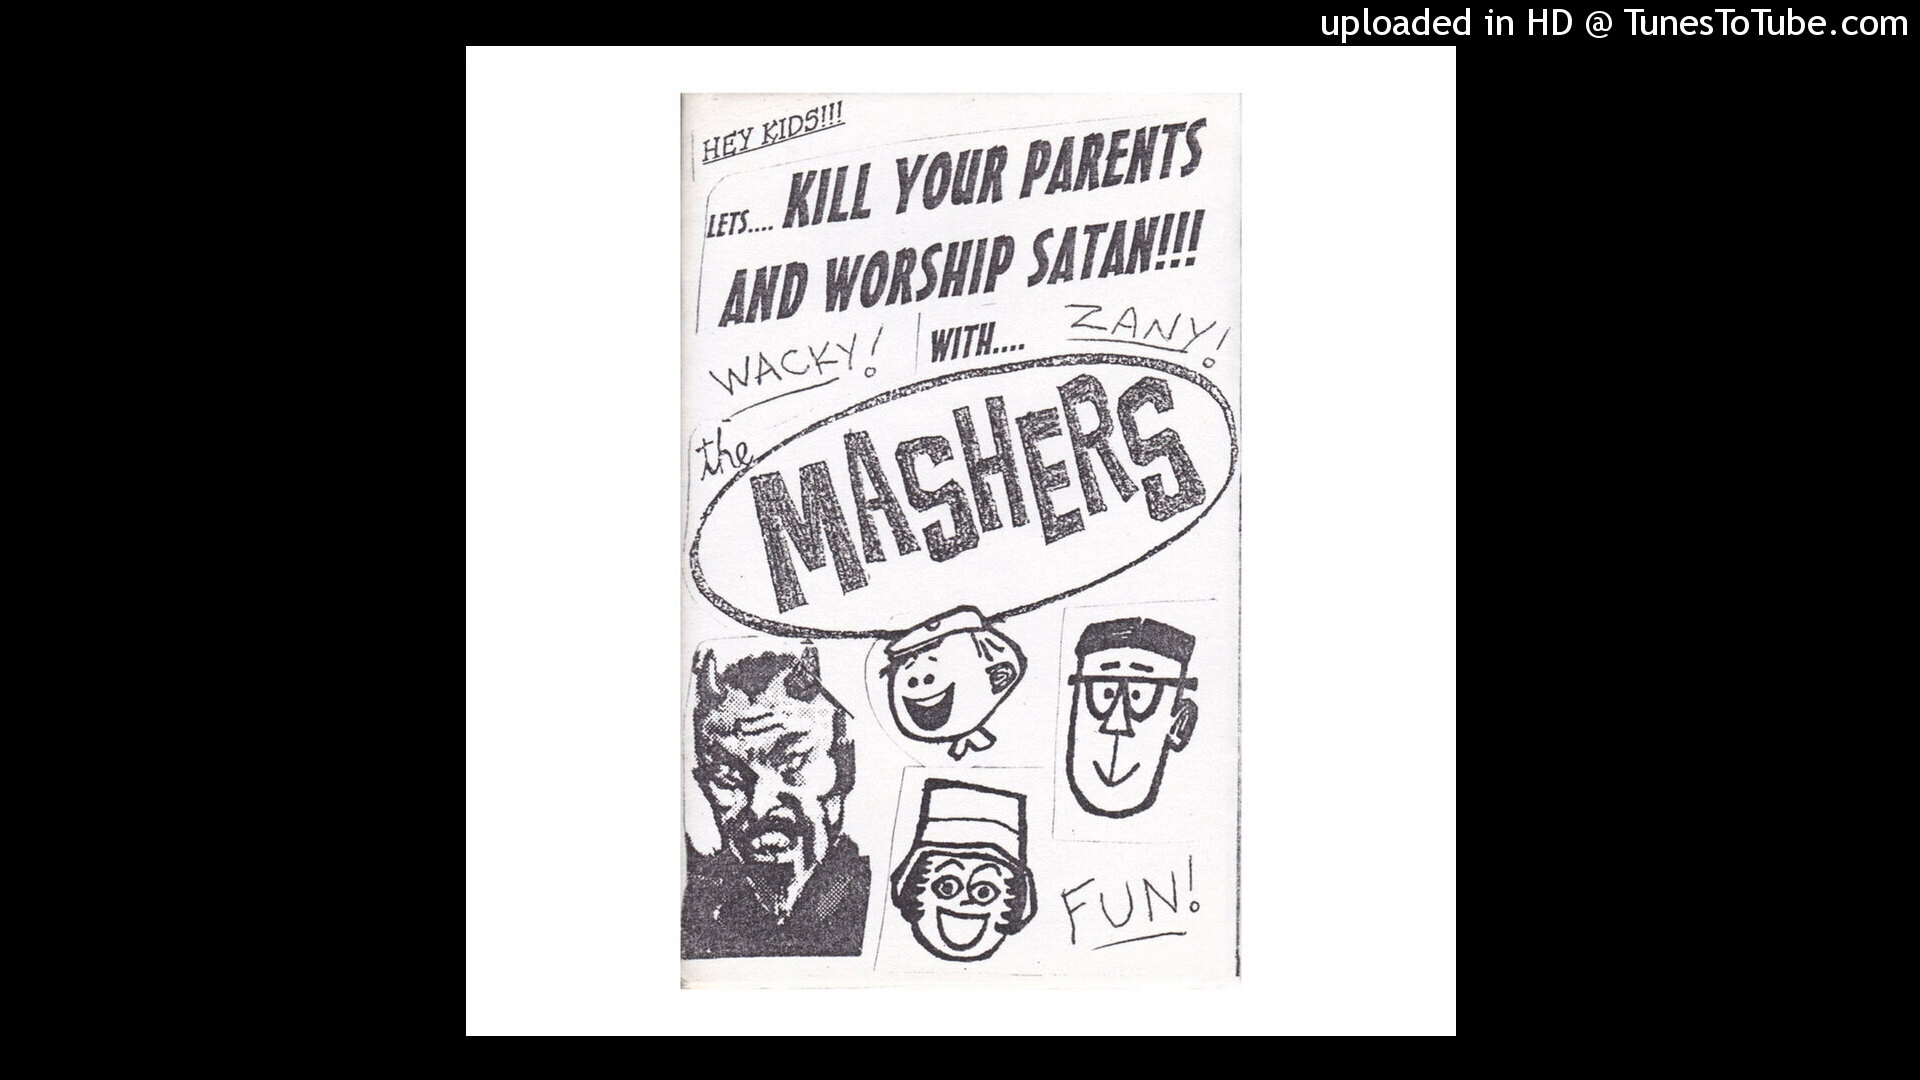 uploaded in HD @ TunesToTube.com
HEY KIDS!!!
LETS.... KILL YOUR PARENTS
AND WORSHIP SATAN!!!
WACKY! WITH.... ZANY!
the
MASHERS
FUN!